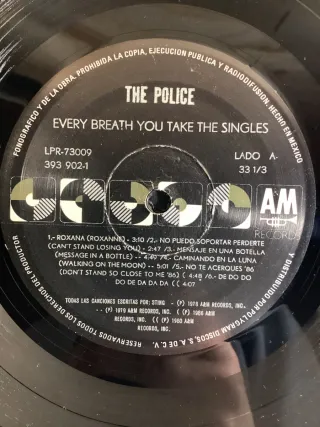 FONOGRAFICO Y DE LA OBRA. PROHIBIDA LA COPIA, EJECUCION PUBLICA Y RADIODIFUSION, HECHO EN MEXICO
THE POLICE
EVERY BREATH YOU TAKE THE SINGLES
LPR-73009
393 902-1
LADO A-
33 1/3
AM
RECORDS
1.- ROXANA (ROXANNE)- 3:10 /2.- NO PUEDO SOPORTAR PERDERTE
(CAN'T STAND LOSING YOU) - 2:47 /3.- MENSAJE EN UNA BOTELLA
(MESSAGE IN A BOTTLE) -- 4:49 /4.- CAMINANDO EN LA LUNA
(WALKING ON THE MOON) -- 5:01 /5.- NO TE ACERQUES '86
(DON'T STAND SO CLOSE TO ME '86) ( 4:48 /6.- DE DO DO
DO DE DA DA DA (( 4:07
TODAS LAS CANCIONES ESCRITAS POR: STING - (P) 1978 A&M RECORDS, INC.
(P) 1979 A&M RECORDS, INC. (P) 1986 A&M
RECORDS, INC. (( (P) 1980 A&M
RECORDS, INC.
RESERVADOS TODOS LOS DERECHOS DEL PRODUCTOR
Y DISTRIBUIDO POR POLYGRAM DISCOS, S.A. DE C.V.